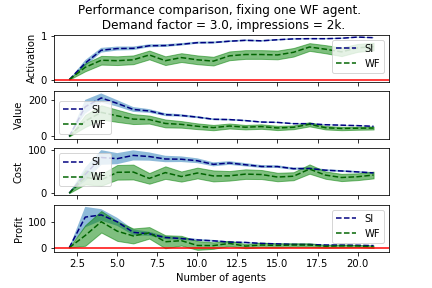 Performance comparison, fixing one WF agent.
Demand factor = 3.0, impressions = 2k.
Activation
1
0
SI
WF
Value
200
0
SI
WF
Cost
100
0
SI
WF
Profit
100
0
SI
WF
2.5 5.0 7.5 10.0 12.5 15.0 17.5 20.0
Number of agents